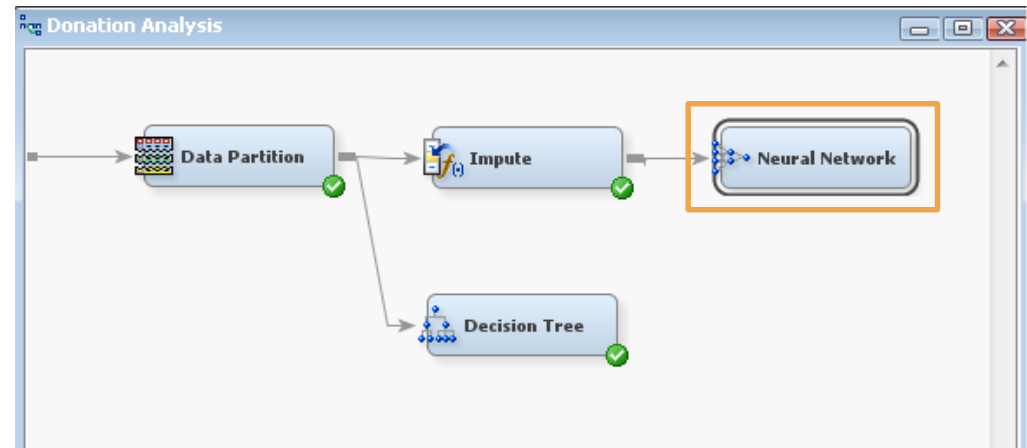 Donation Analysis
Data Partition
Impute
Neural Network
Decision Tree